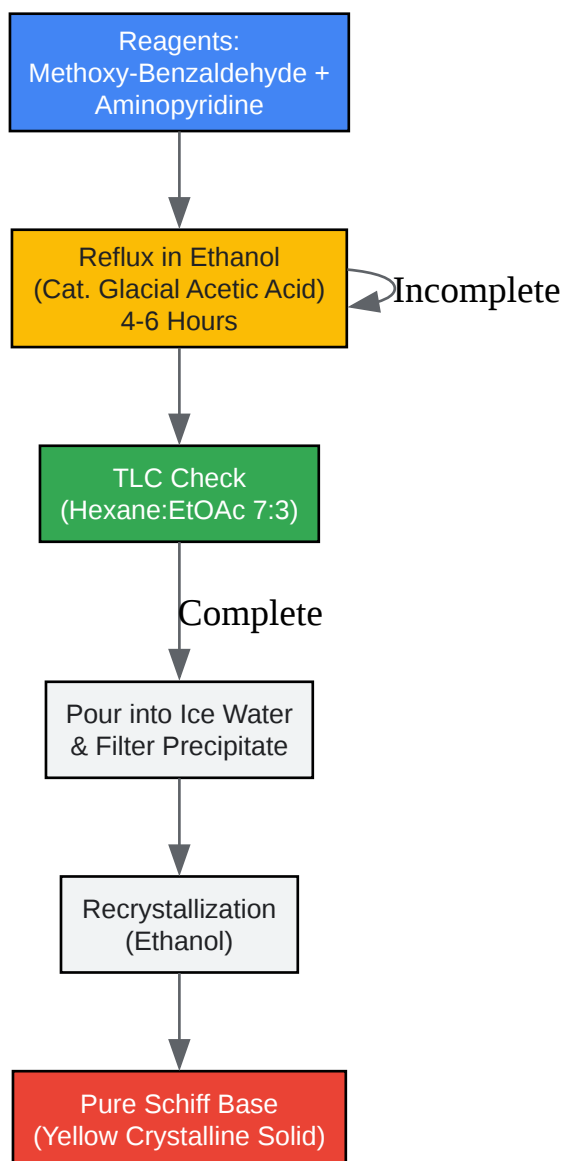 Reagents:
Methoxy-Benzaldehyde +
Aminopyridine
Reflux in Ethanol
(Cat. Glacial Acetic Acid)
4-6 Hours
Incomplete
TLC Check
(Hexane:EtOAc 7:3)
Complete
Pour into Ice Water
& Filter Precipitate
Recrystallization
(Ethanol)
Pure Schiff Base
(Yellow Crystalline Solid)